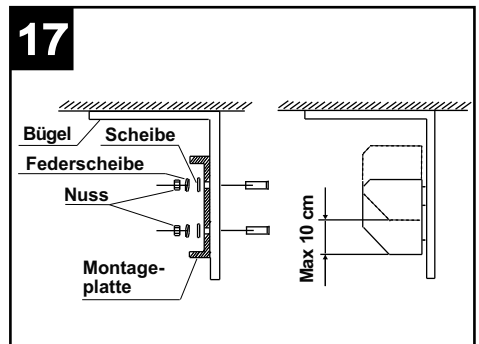 17
Bügel
Scheibe
Federscheibe
Nuss
Montage-
platte
Max 10 cm